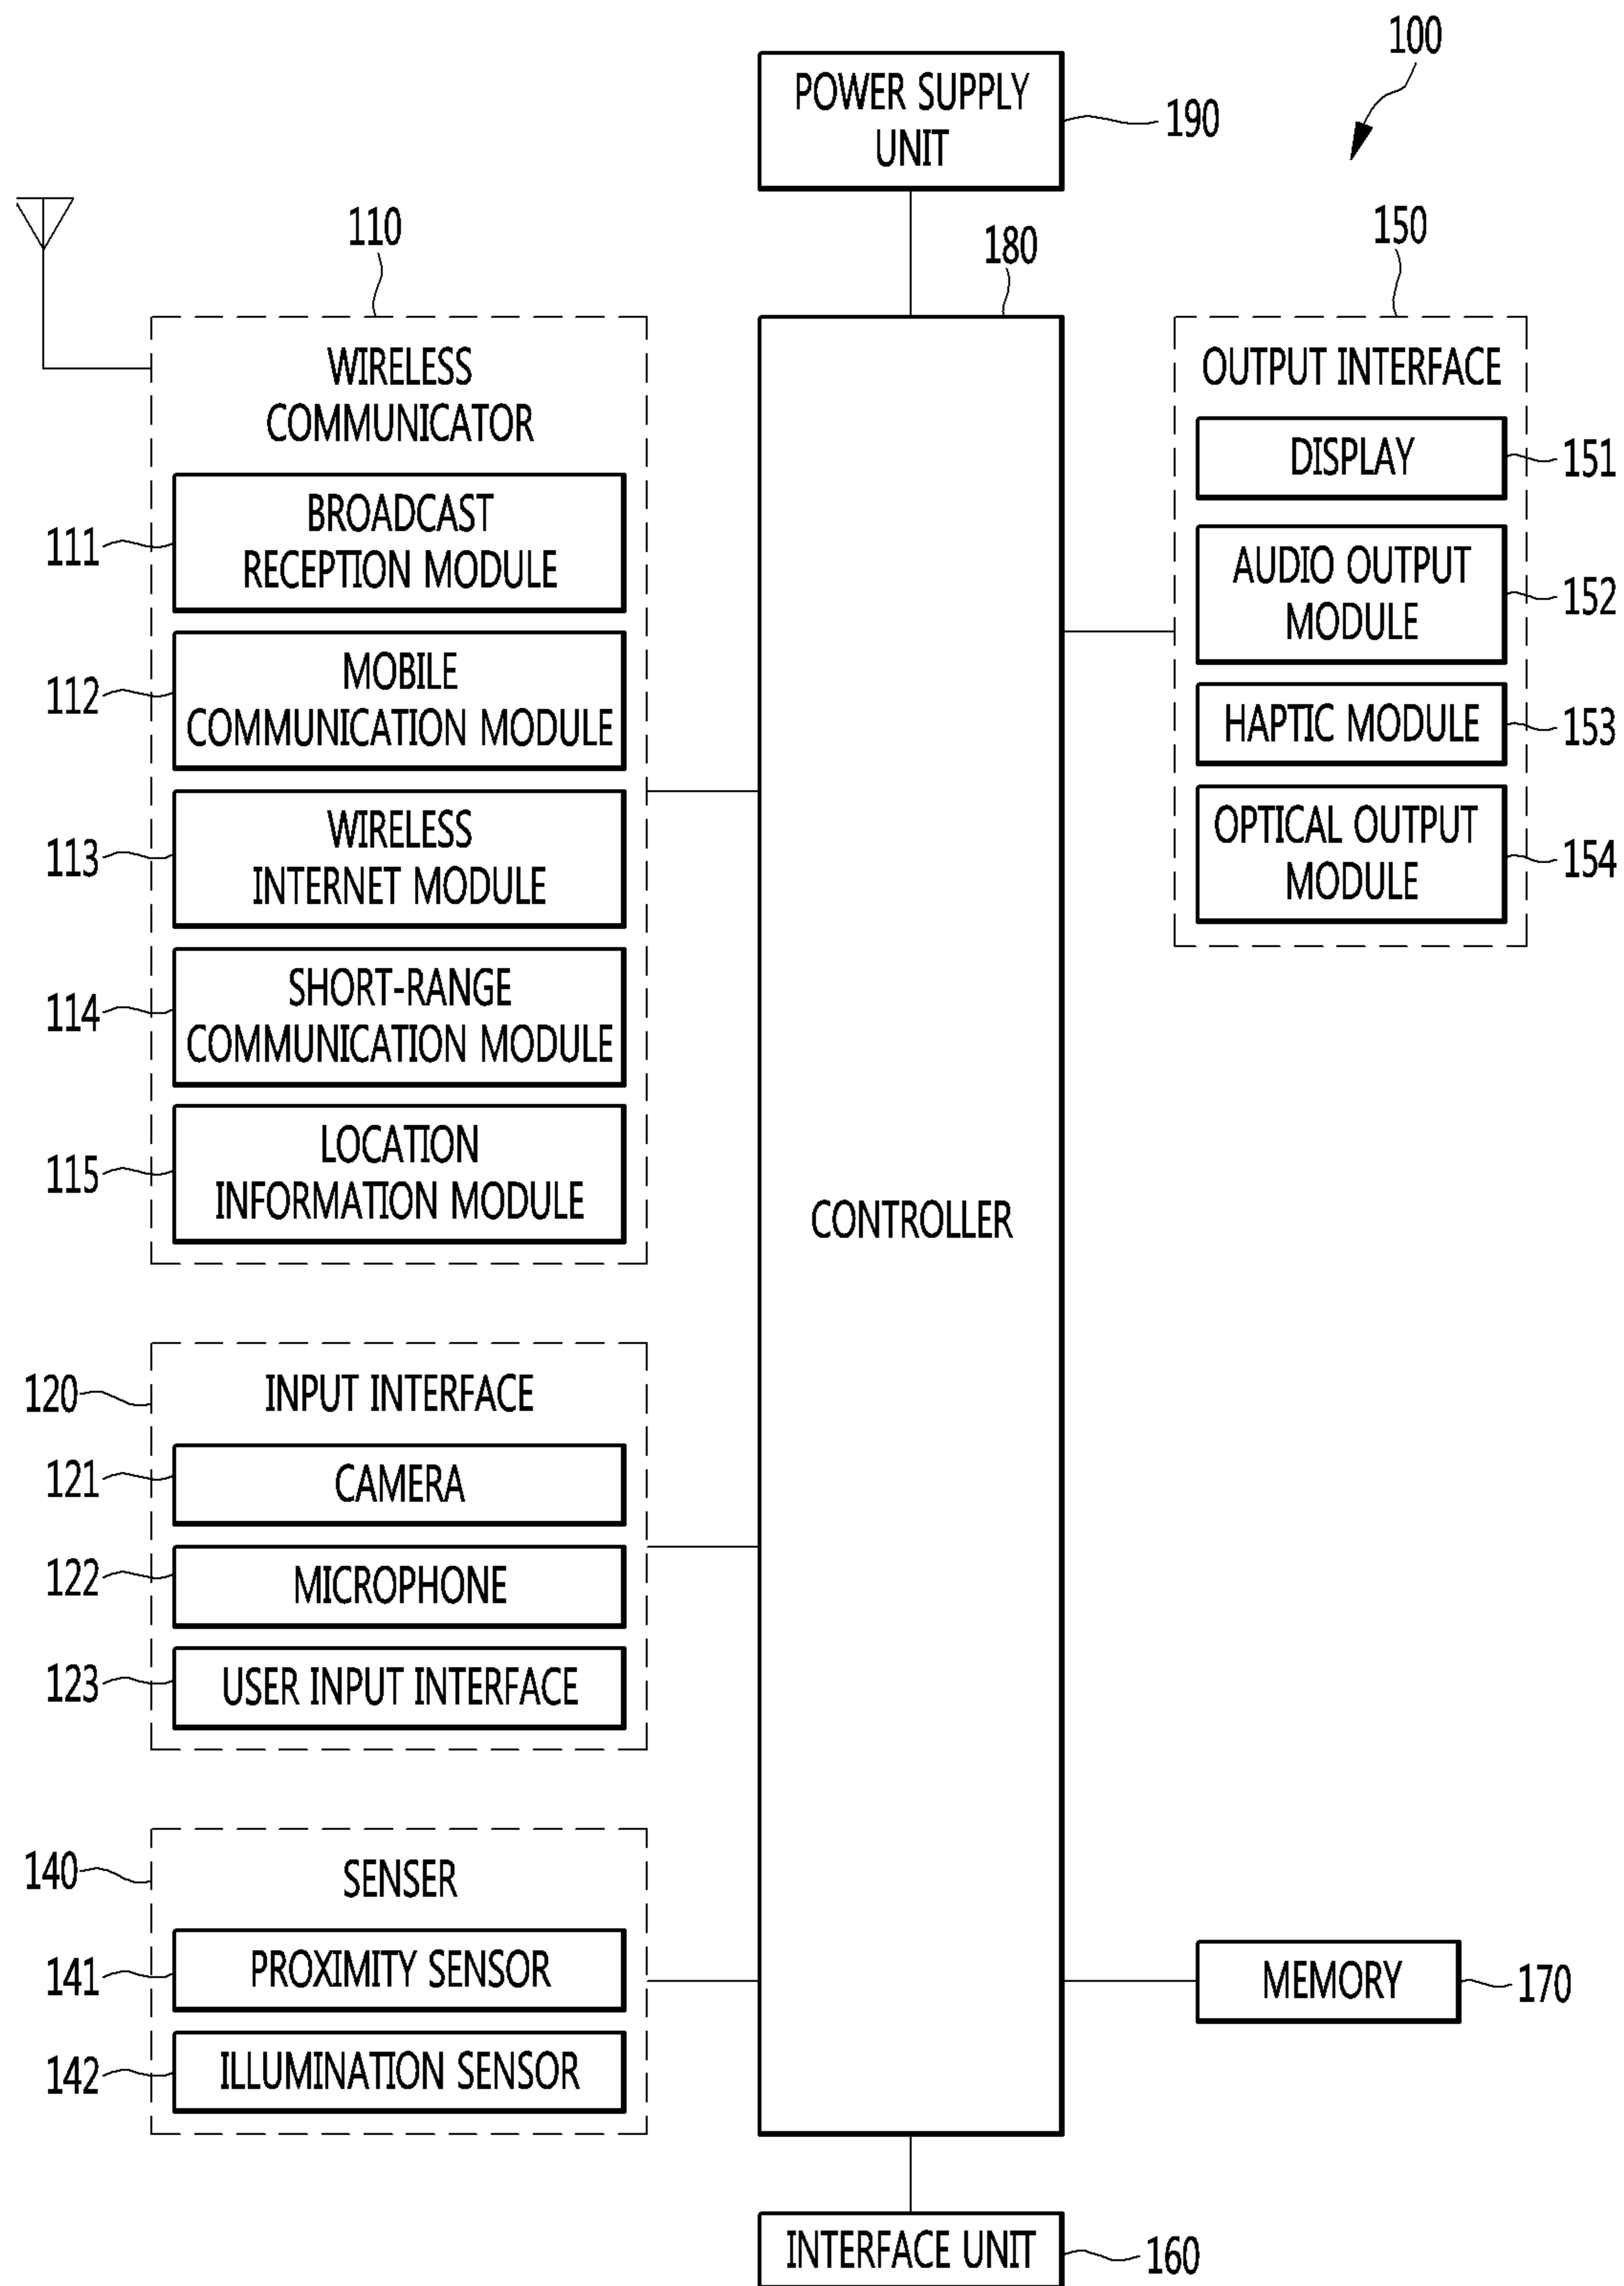 100
POWER SUPPLY
UNIT
190
110
180
150
WIRELESS
COMMUNICATOR
OUTPUT INTERFACE
DISPLAY
151
BROADCAST
RECEPTION MODULE
111
AUDIO OUTPUT
MODULE
152
MOBILE
COMMUNICATION MODULE
112
HAPTIC MODULE
153
WIRELESS
INTERNET MODULE
113
OPTICAL OUTPUT
MODULE
154
SHORT-RANGE
COMMUNICATION MODULE
114
LOCATION
INFORMATION MODULE
115
CONTROLLER
120
INPUT INTERFACE
121
CAMERA
122
MICROPHONE
123
USER INPUT INTERFACE
140
SENSER
141
PROXIMITY SENSOR
MEMORY
170
142
ILLUMINATION SENSOR
INTERFACE UNIT
160